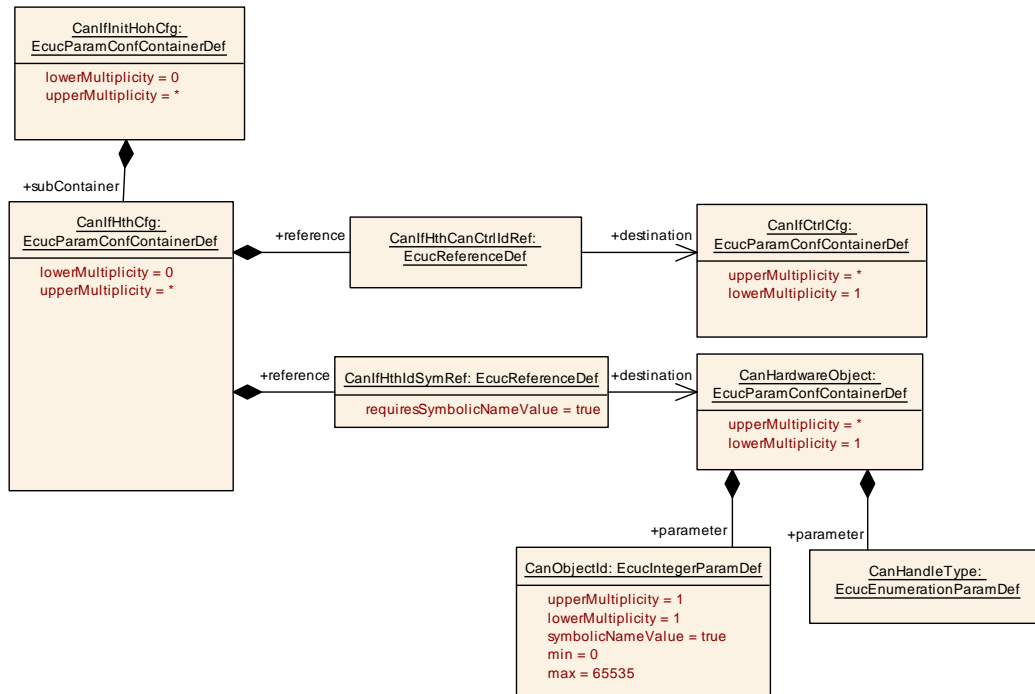 CanIfInitHohCfg:
EcucParamConfContainerDef
lowerMultiplicity = 0
upperMultiplicity = *
+subContainer
CanIfHthCfg:
EcucParamConfContainerDef
lowerMultiplicity = 0
upperMultiplicity = *
+reference
CanIfHthCanCtrlIdRef:
EcucReferenceDef
+destination
CanIfCtrlCfg:
EcucParamConfContainerDef
upperMultiplicity = *
lowerMultiplicity = 1
+reference
CanIfHthIdSymRef: EcucReferenceDef
requiresSymbolicNameValue = true
+destination
CanHardwareObject:
EcucParamConfContainerDef
upperMultiplicity = *
lowerMultiplicity = 1
+parameter
CanObjectId: EcucIntegerParamDef
upperMultiplicity = 1
lowerMultiplicity = 1
symbolicNameValue = true
min = 0
max = 65535
+parameter
CanHandleType:
EcucEnumerationParamDef